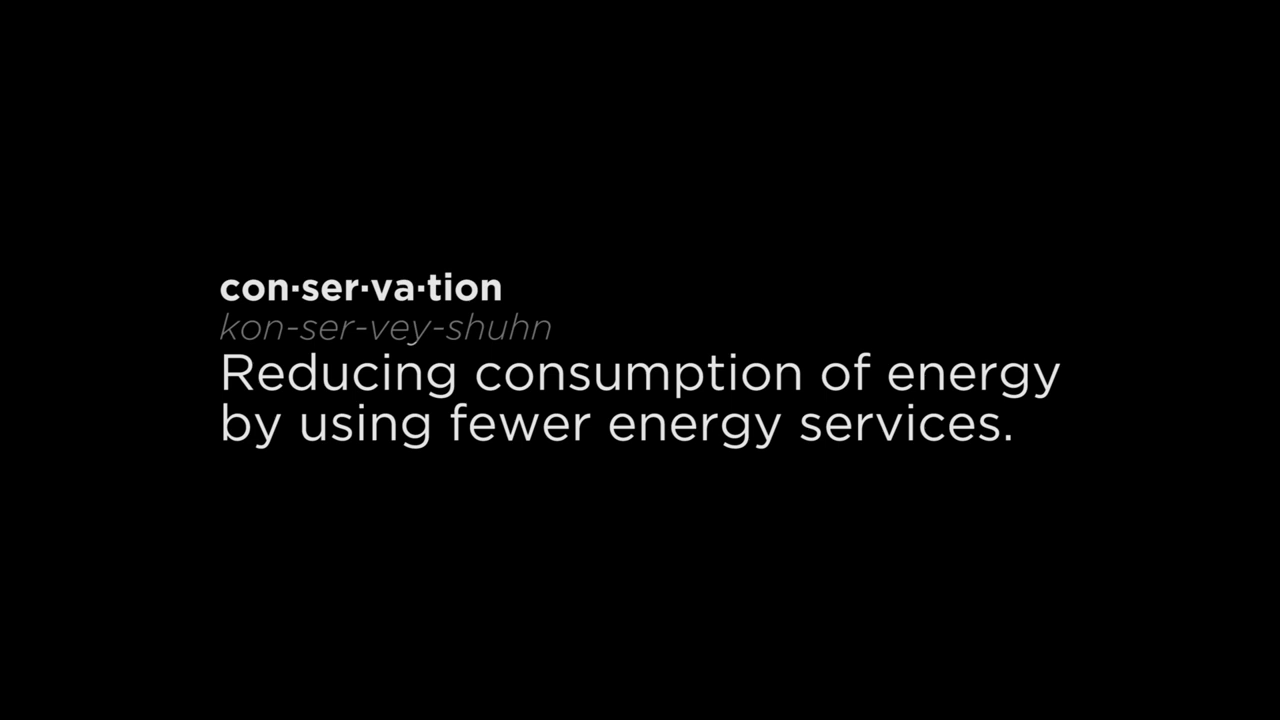 con·ser·va·tion
kon-ser-vey-shuhn
Reducing consumption of energy
by using fewer energy services.